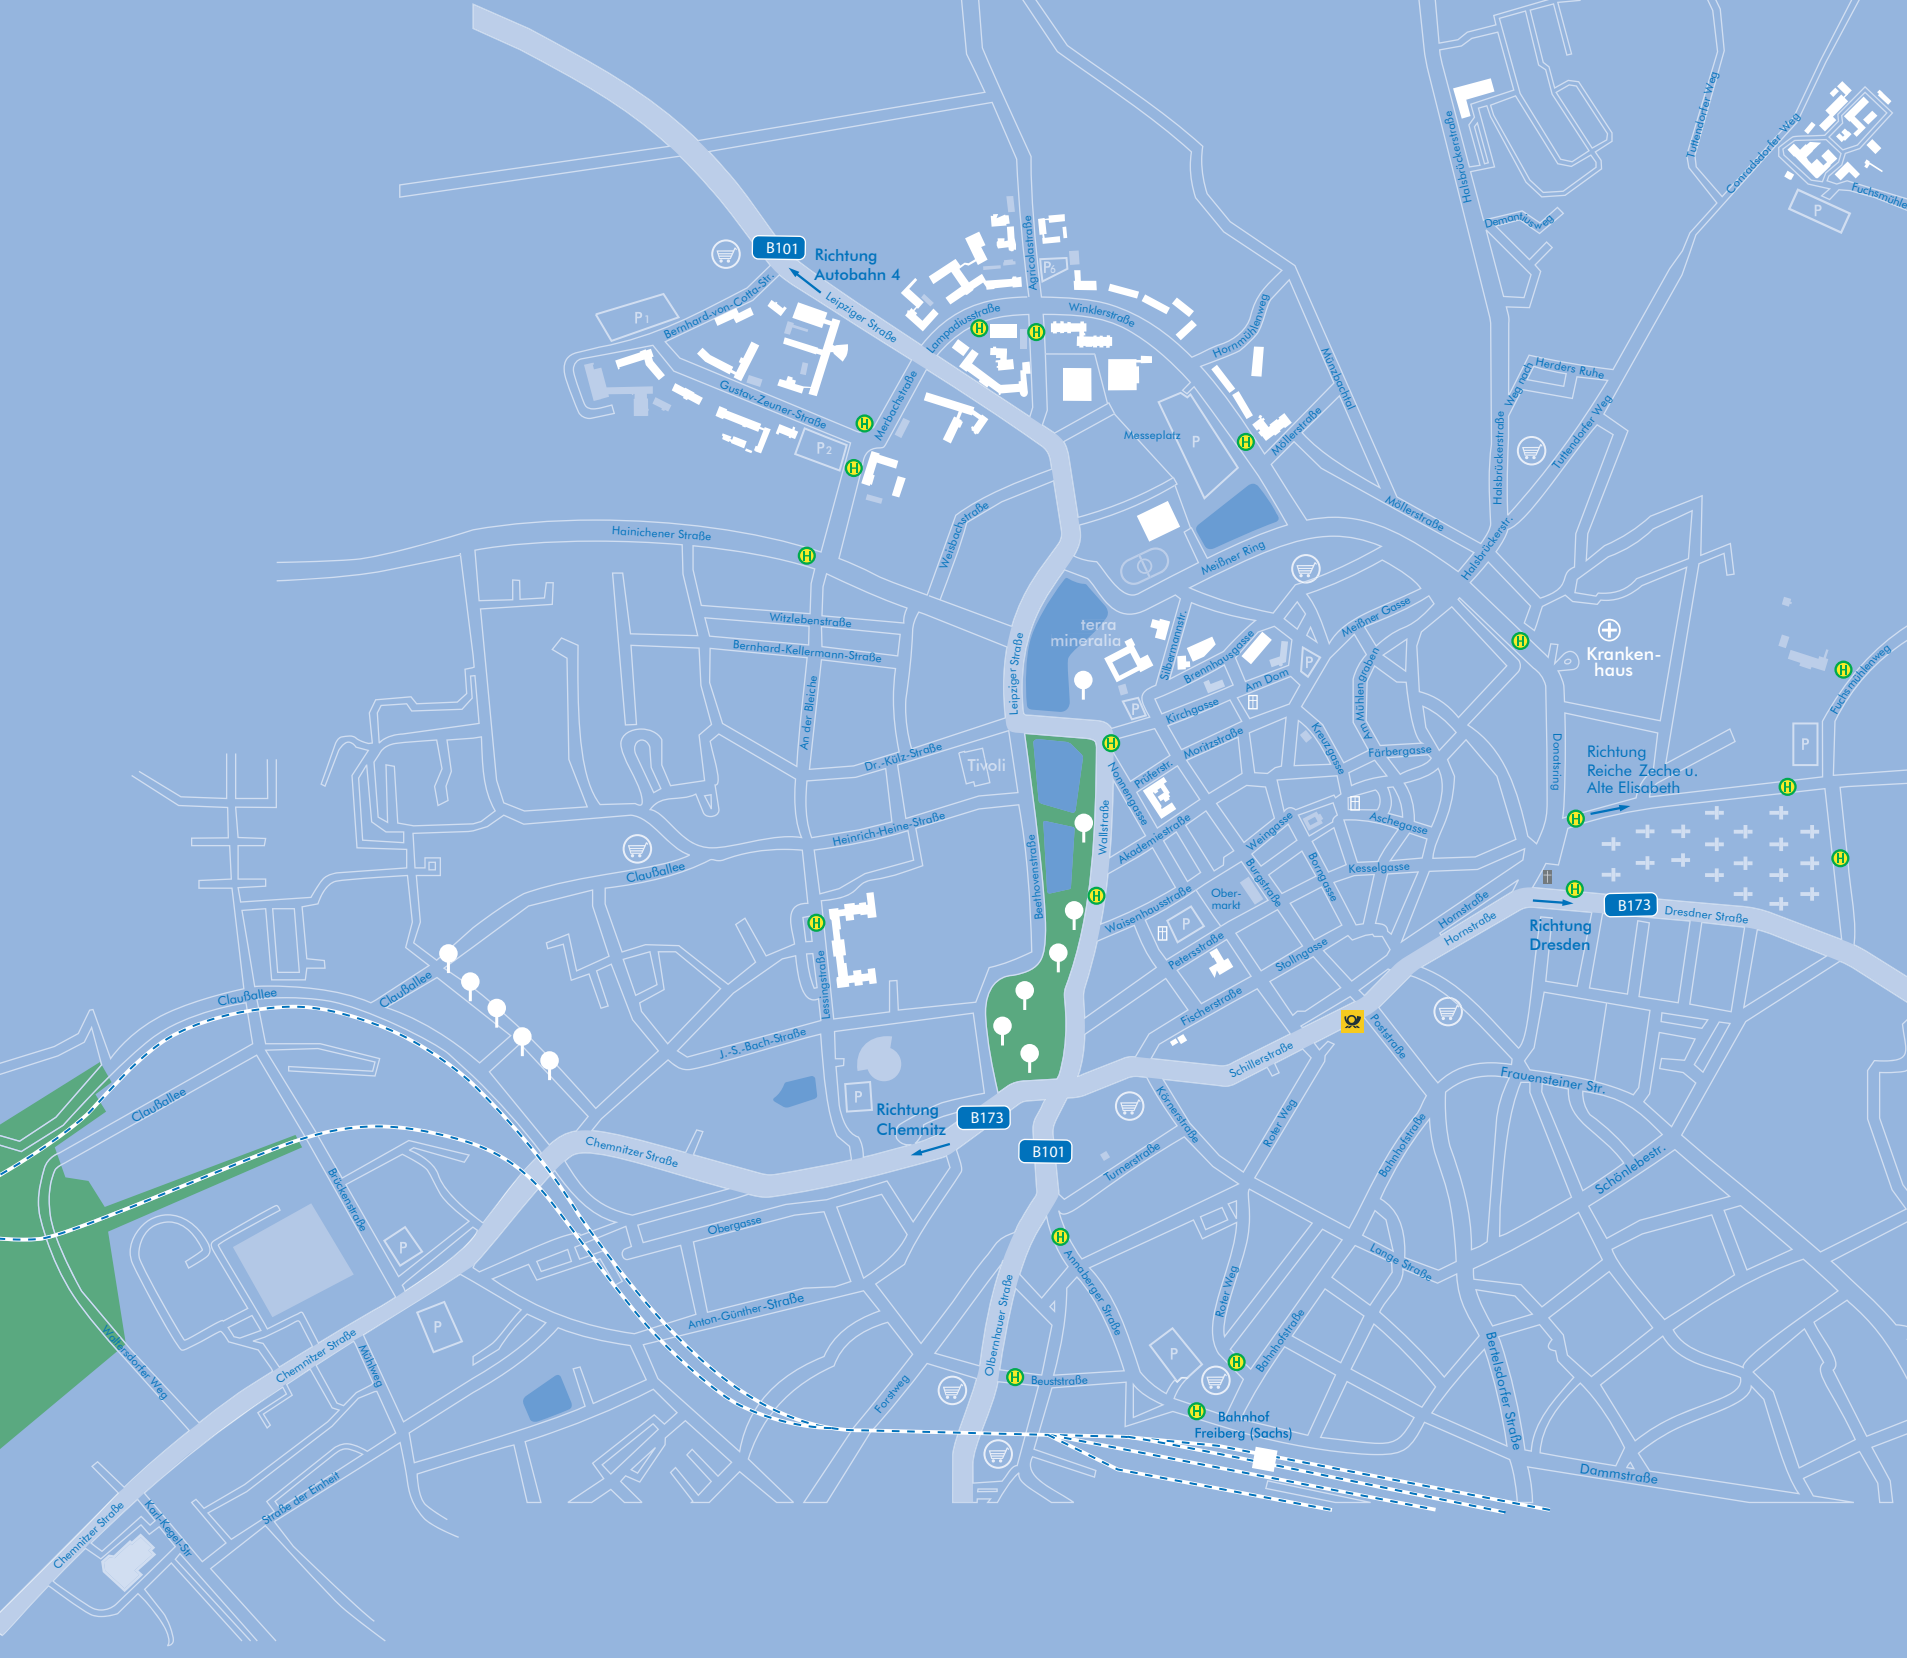 Halsbrückerstraße
Tuttendorfer Weg
Conradsdorfer Weg
Fuchsmühle
P
Demantiusweg
B101
Richtung
Autobahn 4
Bernhard-von-Cotta-Str.
Leipziger Straße
Agricolastraße
P6
Lampadiusstraße
Winklerstraße
Hornmühlenweg
Münzbachtal
P1
Gustav-Zeuner-Straße
Merbachstraße
P2
H
H
H
H
H
Messeplatz
P
Möllerstraße
Herders Ruhe
Weg nach
Halsbrückerstraße
Tuttendorfer Weg
Möllerstraße
Halsbrückerstr.
Hainichener Straße
H
Weisbachstraße
Meißner Ring
Witzlebenstraße
Bernhard-Kellermann-Straße
An der Bleiche
Leipziger Straße
terra
mineralia
Silbermannstr.
Brennhausgasse
Am Dom
P
Kirchgasse
P
Moritzstraße
Meißner Gasse
Am Mühlengraben
Kreuzgasse
Färbergasse
H
Kranken-
haus
H
Fuchsmühlenweg
P
Donatsring
Richtung
Reiche Zeche u.
Alte Elisabeth
H
H
H
H
Dr.-Külz-Straße
Tivoli
H
Nonnengasse
Prüferstr.
Wallstraße
Akademiestraße
Weingasse
Aschegasse
Kesselgasse
Borngasse
Burgstraße
Heinrich-Heine-Straße
Beethovenstraße
Claußallee
Ober-
markt
H
Waisenhausstraße
P
Petersstraße
Stollngasse
Hornstraße
Hornstraße
B173
Dresdner Straße
Richtung
Dresden
H
Lessingstraße
Claußallee
Claußallee
Claußallee
J.-S.-Bach-Straße
P
Fischerstraße
Poststraße
Schillerstraße
Frauensteiner Str.
Richtung
Chemnitz
B173
B101
Körnerstraße
Roter Weg
Bahnhofstraße
Turnerstraße
Schönlebestr.
Chemnitzer Straße
Brückenstraße
P
Obergasse
H
Annaberger Straße
Lange Straße
Roter Weg
Bahnhofstraße
Anton-Günther-Straße
Olbernhauer Straße
P
Waltersdorfer Weg
Chemnitzer Straße
Mühlweg
P
H
H
Beuststraße
Forstweg
H
Bahnhof
Freiberg (Sachs)
Bertelsdorfer Straße
Dammstraße
Chemnitzer Straße
Karl-Kegel-Str
Straße der Einheit